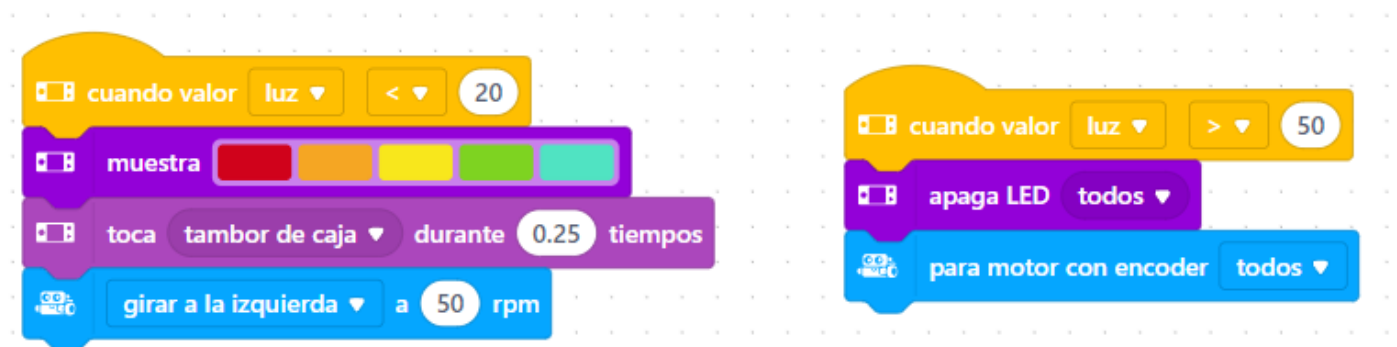 cuando valor luz < 20
muestra
toca tambor de caja durante 0.25 tiempos
girar a la izquierda a 50 rpm
cuando valor luz > 50
apaga LED todos
para motor con encoder todos